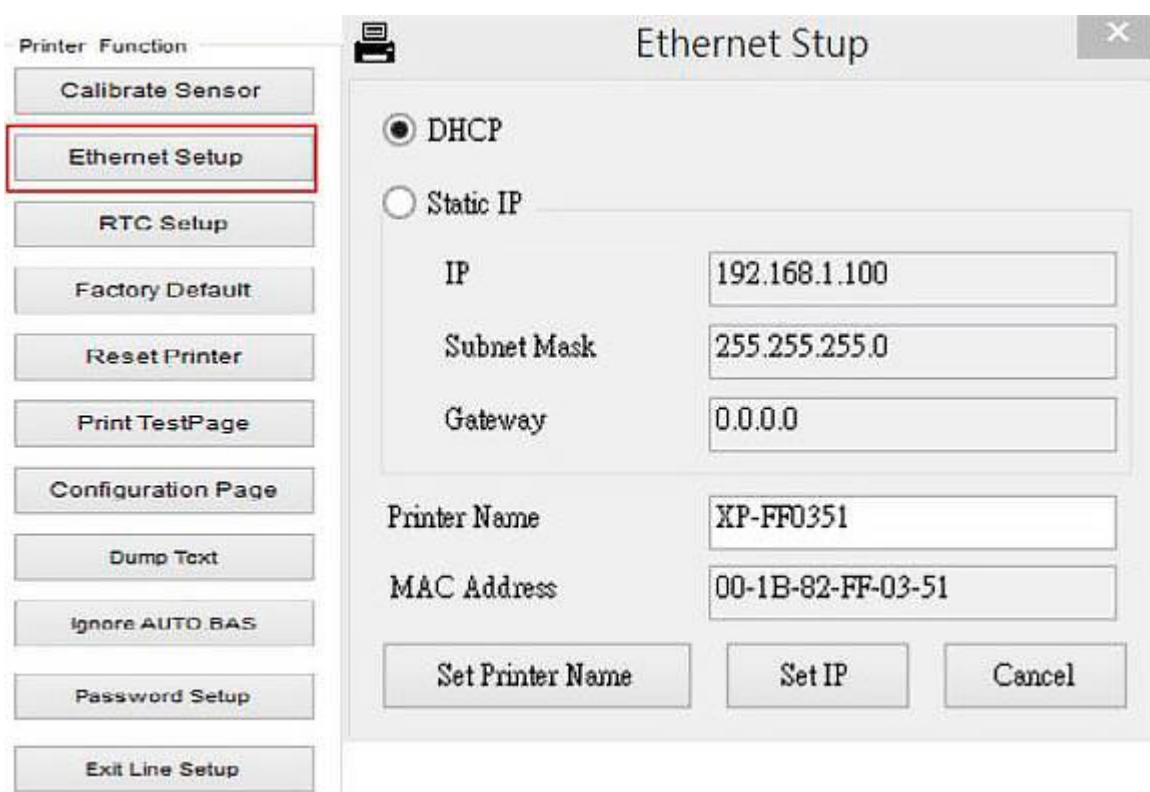 Printer Function
Calibrate Sensor
Ethernet Setup
RTC Setup
Factory Default
Reset Printer
Print TestPage
Configuration Page
Dump Text
Ignore AUTO.BAS
Password Setup
Exit Line Setup
Ethernet Stup
DHCP
Static IP
IP 192.168.1.100
Subnet Mask 255.255.255.0
Gateway 0.0.0.0
Printer Name XP-FF0351
MAC Address 00-1B-82-FF-03-51
Set Printer Name Set IP Cancel